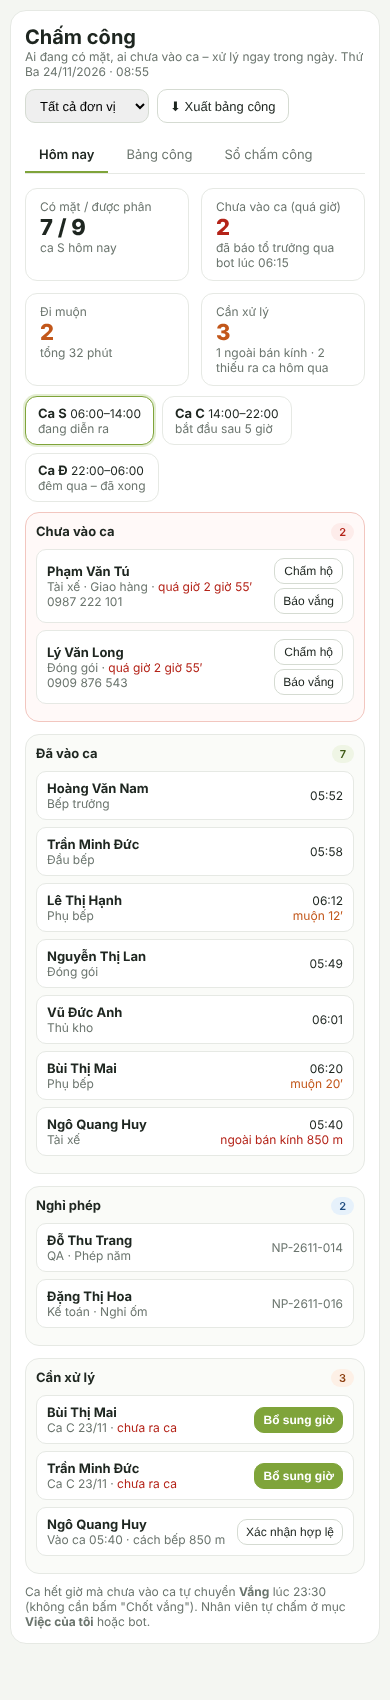 Chấm công
Ai đang có mặt, ai chưa vào ca – xử lý ngay trong ngày. Thứ
Ba 24/11/2026 · 08:55
Tất cả đơn vị
⬇ Xuất bảng công
Hôm nay
Bảng công
Sổ chấm công
Có mặt / được phân
7 / 9
ca S hôm nay
Chưa vào ca (quá giờ)
2
đã báo tổ trưởng qua
bot lúc 06:15
Đi muộn
2
tổng 32 phút
Cần xử lý
3
1 ngoài bán kính · 2
thiếu ra ca hôm qua
Ca S 06:00–14:00
đang diễn ra
Ca C 14:00–22:00
bắt đầu sau 5 giờ
Ca Đ 22:00–06:00
đêm qua – đã xong
Chưa vào ca
2
Phạm Văn Tú
Tài xế · Giao hàng · quá giờ 2 giờ 55′
0987 222 101
Chấm hộ
Báo vắng
Lý Văn Long
Đóng gói · quá giờ 2 giờ 55′
0909 876 543
Chấm hộ
Báo vắng
Đã vào ca
7
Hoàng Văn Nam
Bếp trưởng
05:52
Trần Minh Đức
Đầu bếp
05:58
Lê Thị Hạnh
Phụ bếp
06:12
muộn 12′
Nguyễn Thị Lan
Đóng gói
05:49
Vũ Đức Anh
Thủ kho
06:01
Bùi Thị Mai
Phụ bếp
06:20
muộn 20′
Ngô Quang Huy
Tài xế
05:40
ngoài bán kính 850 m
Nghỉ phép
2
Đỗ Thu Trang
QA · Phép năm
NP-2611-014
Đặng Thị Hoa
Kế toán · Nghỉ ốm
NP-2611-016
Cần xử lý
3
Bùi Thị Mai
Ca C 23/11 · chưa ra ca
Bổ sung giờ
Trần Minh Đức
Ca C 23/11 · chưa ra ca
Bổ sung giờ
Ngô Quang Huy
Vào ca 05:40 · cách bếp 850 m
Xác nhận hợp lệ
Ca hết giờ mà chưa vào ca tự chuyển Vắng lúc 23:30
(không cần bấm "Chốt vắng"). Nhân viên tự chấm ở mục
Việc của tôi hoặc bot.